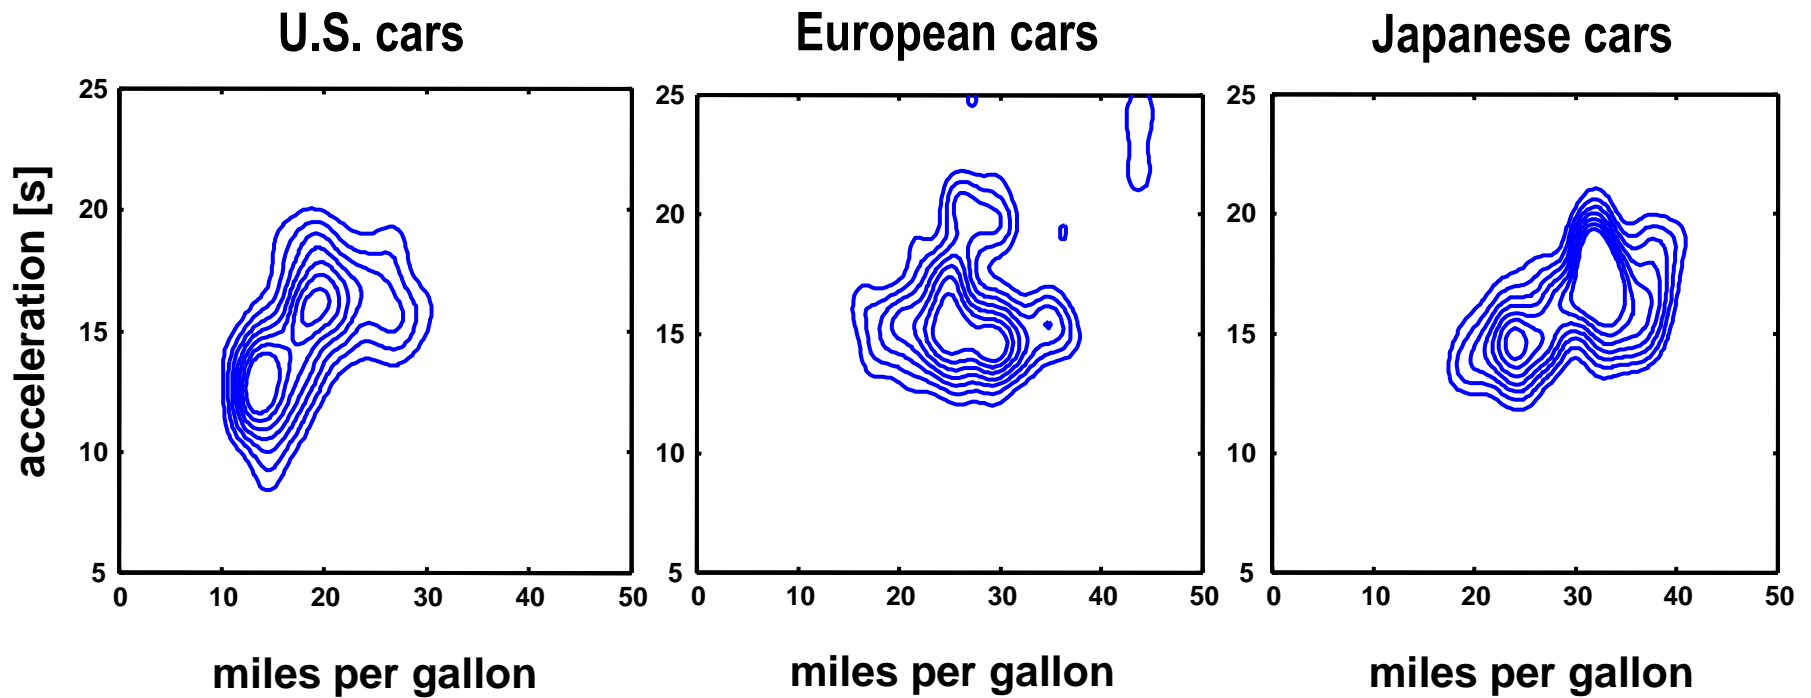 U.S. cars
European cars
Japanese cars
acceleration [s]
25
20
15
10
5
0 10 20 30 40 50
miles per gallon
25
20
15
10
5
0 10 20 30 40 50
miles per gallon
25
20
15
10
5
0 10 20 30 40 50
miles per gallon